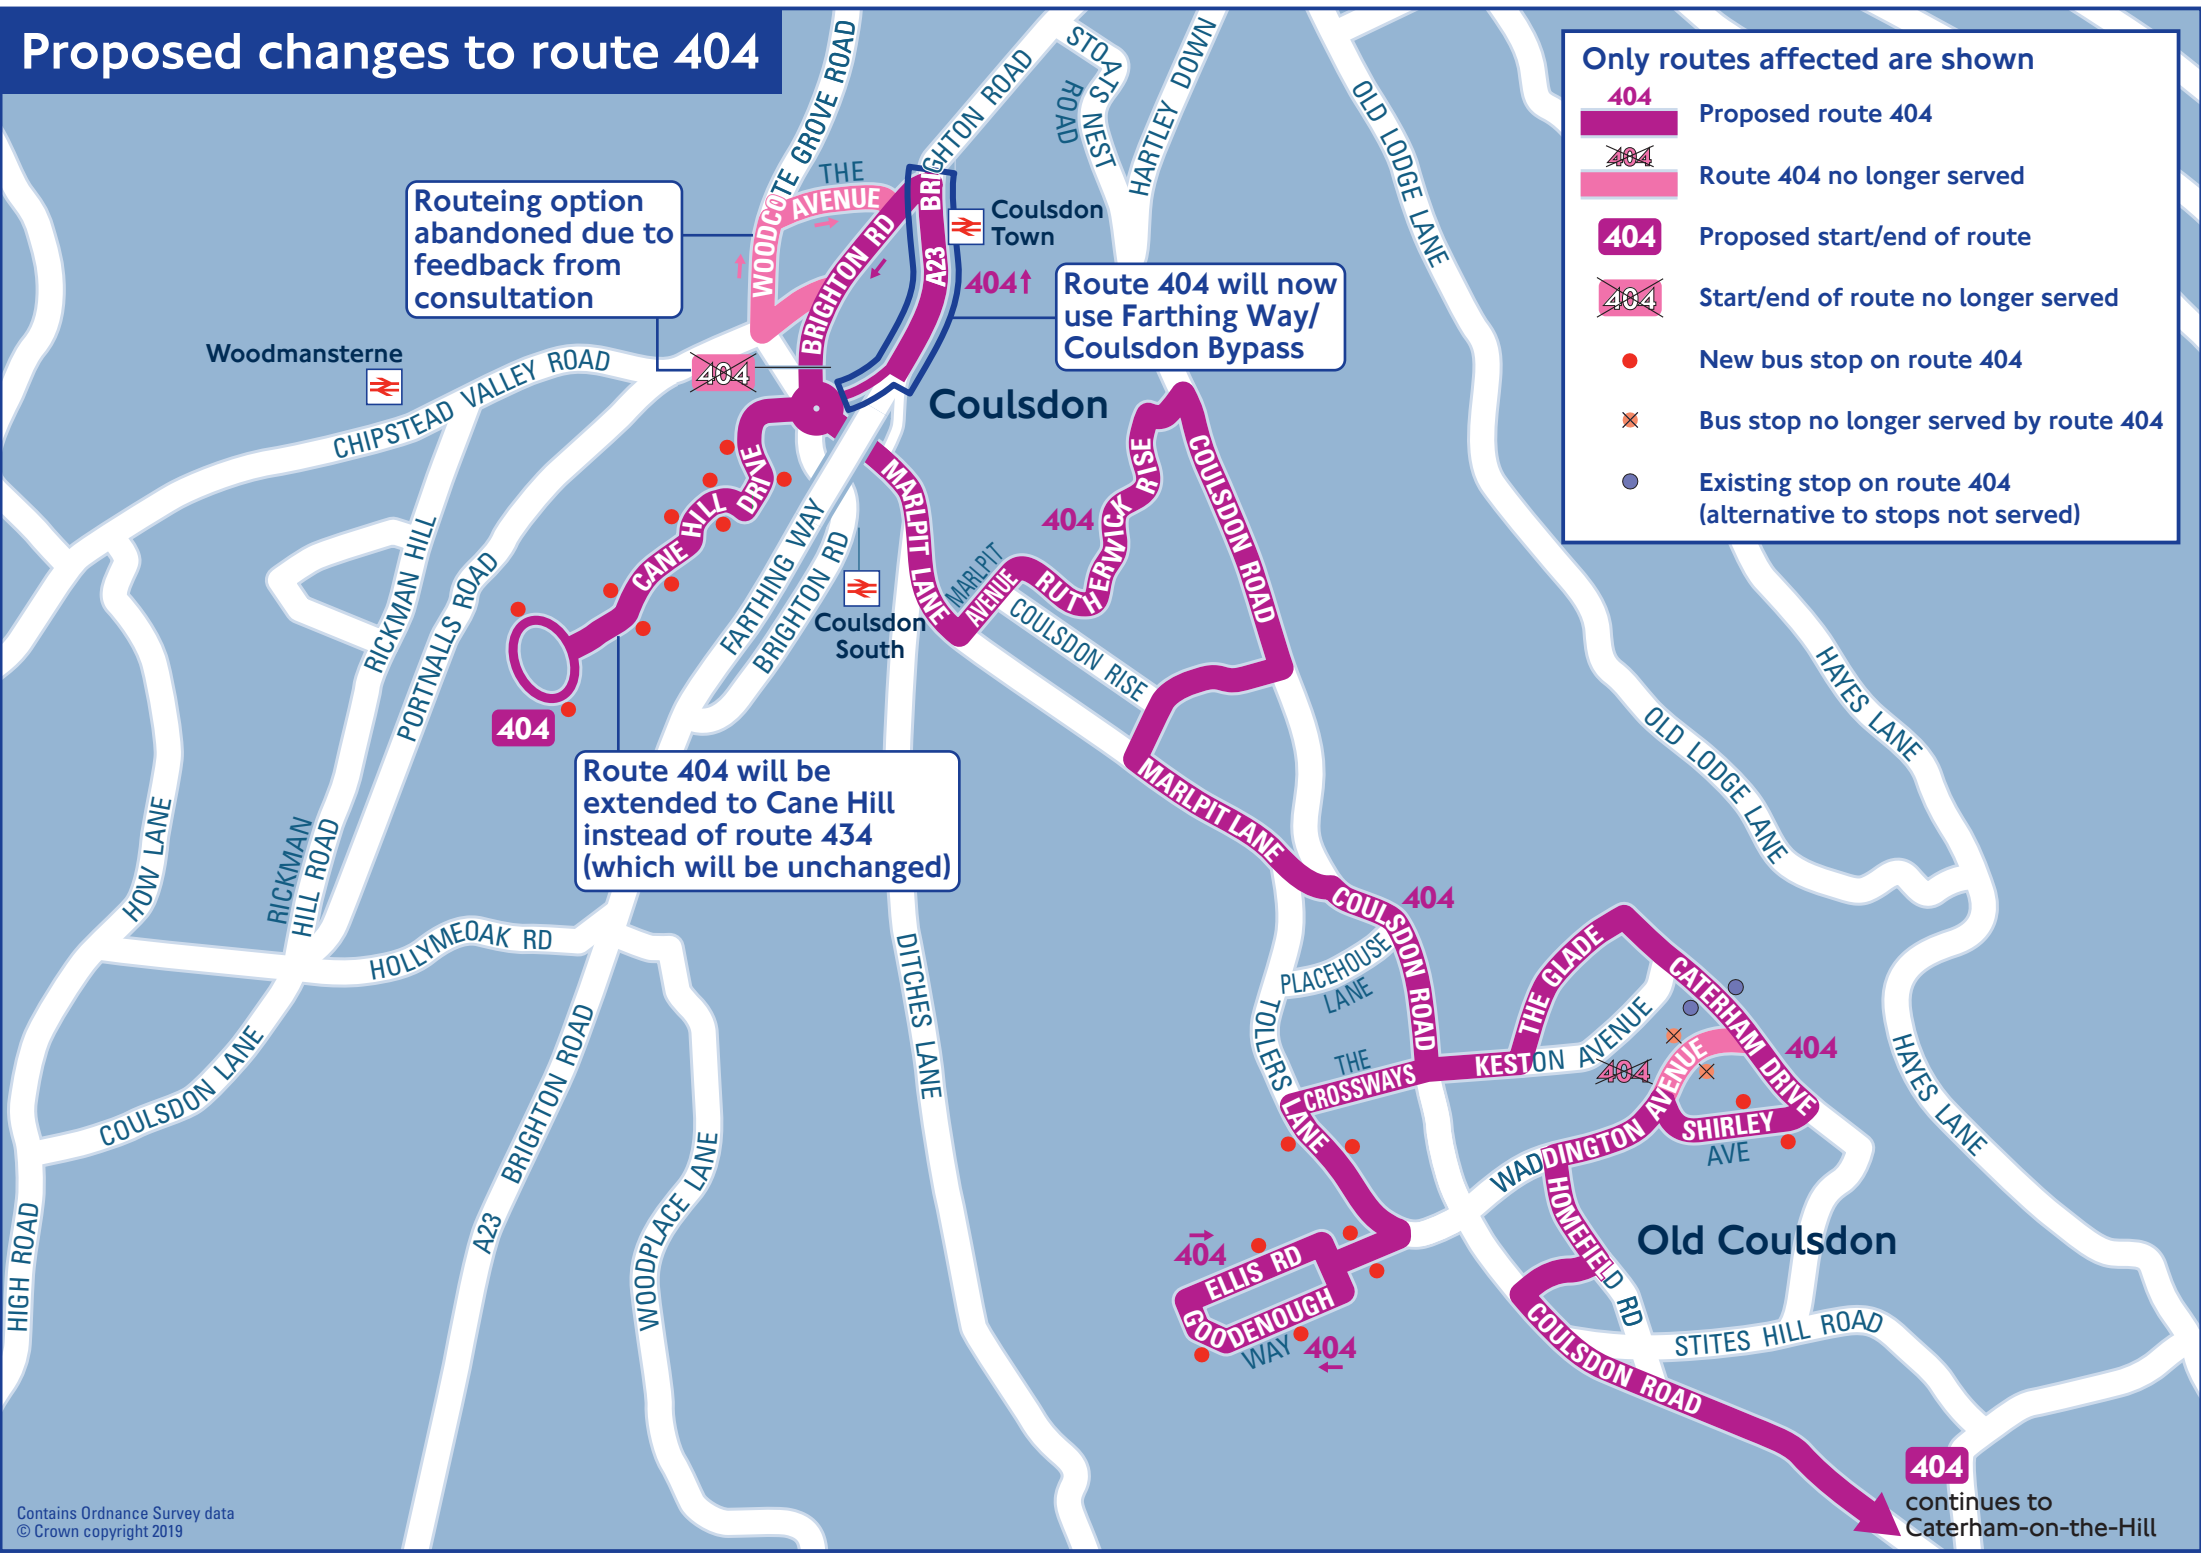 Proposed changes to route 404
Only routes affected are shown
404
Proposed route 404
404
Route 404 no longer served
404
Proposed start/end of route
404
Start/end of route no longer served
New bus stop on route 404
Bus stop no longer served by route 404
Existing stop on route 404
(alternative to stops not served)
Routeing option
abandoned due to
feedback from
consultation
Route 404 will now
use Farthing Way/
Coulsdon Bypass
Route 404 will be
extended to Cane Hill
instead of route 434
(which will be unchanged)
WOODCOTE GROVE ROAD
THE
AVENUE
BRIGHTON ROAD
STOATS NEST
ROAD
HARTLEY DOWN
OLD LODGE LANE
BRIGHTON RD
A23
404
Coulsdon
Town
Woodmansterne
CHIPSTEAD VALLEY ROAD
404
Coulsdon
CANE HILL DRIVE
404
RICKMAN HILL
RICKMAN HILL
PORTNALLS ROAD
FARTHING WAY
BRIGHTON RD
Coulsdon
South
MARLPIT LANE
MARLPIT
AVENUE
RUTHERWICK RISE
404
COULSDON ROAD
COULSDON RISE
MARLPIT LANE
HAYES LANE
OLD LODGE LANE
HOW LANE
RICKMAN
HILL ROAD
HOLLYMEOAK RD
COULSDON LANE
HIGH ROAD
A23
BRIGHTON ROAD
WOODPLACE LANE
DITCHES LANE
COULSDON ROAD
404
PLACEHOUSE
LANE
TOLLERS LANE
THE
CROSSWAYS
KESTON AVENUE
THE GLADE
CATERHAM DRIVE
404
404
WADDINGTON AVENUE
SHIRLEY
AVE
HOMEFIELD RD
Old Coulsdon
HAYES LANE
404
ELLIS RD
GOODENOUGH
WAY
404
STITES HILL ROAD
COULSDON ROAD
404
continues to
Caterham-on-the-Hill
Contains Ordnance Survey data
© Crown copyright 2019